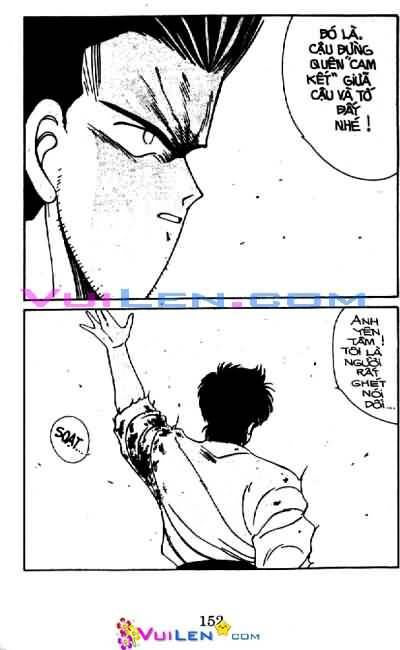 ĐÓ LÀ.
CẬU ĐỪNG
QUÊN "CAM
KẾT" GIỮA
CẬU VÀ TỚ
ĐẤY
NHÉ !
VUILEN.COM
ANH
YÊN
TÂM !
TÔI LÀ
NGƯỜI
RẤT
GHÉT
NÓI
DỐI...
SOẠT...
152
VUILEN.COM